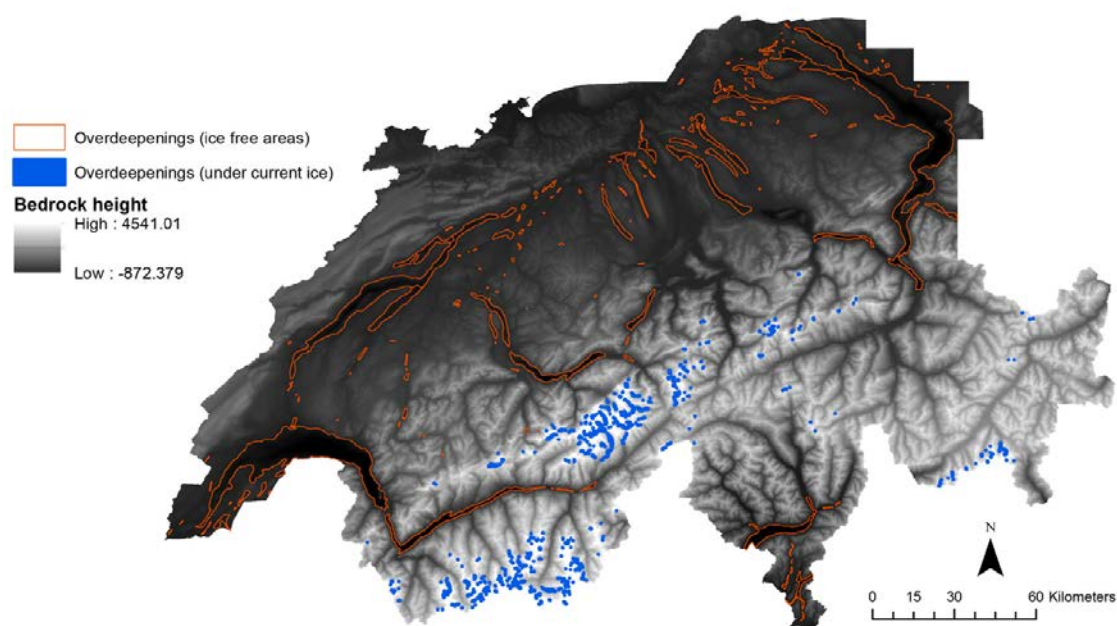 Overdeepenings (ice free areas)
Overdeepenings (under current ice)
Bedrock height
High : 4541.01
Low : -872.379
N
0 15 30 60 Kilometers